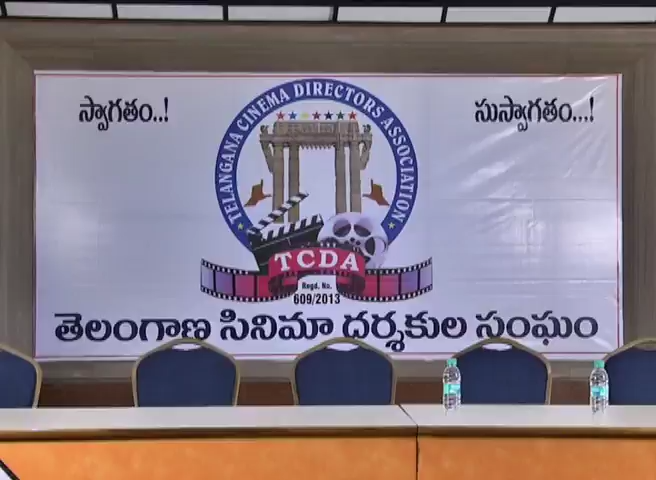 స్వాగతం..!
సుస్వాగతం...!
TELANGANA CINEMA DIRECTORS ASSOCIATION
TCDA
Regd. No.
609/2013
తెలంగాణ సినిమా దర్శకుల సంఘం